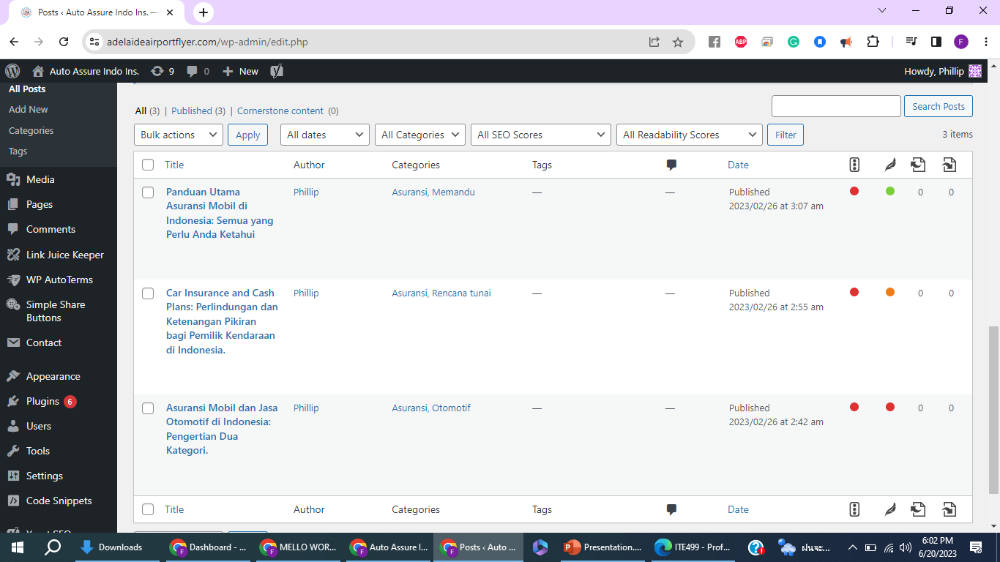 Posts ‹ Auto Assure Indo Ins. —
adelaideairportflyer.com/wp-admin/edit.php
ABP
F
Auto Assure Indo Ins.
9
0
New
Howdy, Phillip
All Posts
Add New
Categories
Tags
Media
Pages
Comments
Link Juice Keeper
WP AutoTerms
Simple Share
Buttons
Contact
Appearance
Plugins 6
Users
Tools
Settings
Code Snippets
All (3) | Published (3) | Cornerstone content (0)
Search Posts
Bulk actions
Apply
All dates
All Categories
All SEO Scores
All Readability Scores
Filter
3 items
Title Author Categories Tags Date
Panduan Utama
Asuransi Mobil di
Indonesia: Semua yang
Perlu Anda Ketahui
Phillip
Asuransi, Memandu
—
—
Published
2023/02/26 at 3:07 am
0 0
Car Insurance and Cash
Plans: Perlindungan dan
Ketenangan Pikiran
bagi Pemilik Kendaraan
di Indonesia.
Phillip
Asuransi, Rencana tunai
—
—
Published
2023/02/26 at 2:55 am
0 0
Asuransi Mobil dan Jasa
Otomotif di Indonesia:
Pengertian Dua
Kategori.
Phillip
Asuransi, Otomotif
—
—
Published
2023/02/26 at 2:42 am
0 0
Title Author Categories Tags Date
Downloads
Dashboard - ...
MELLO WOR...
Auto Assure I...
Posts ‹ Auto ...
Presentation....
ITE499 - Prof...
ฝนจะ...
6:02 PM
6/20/2023